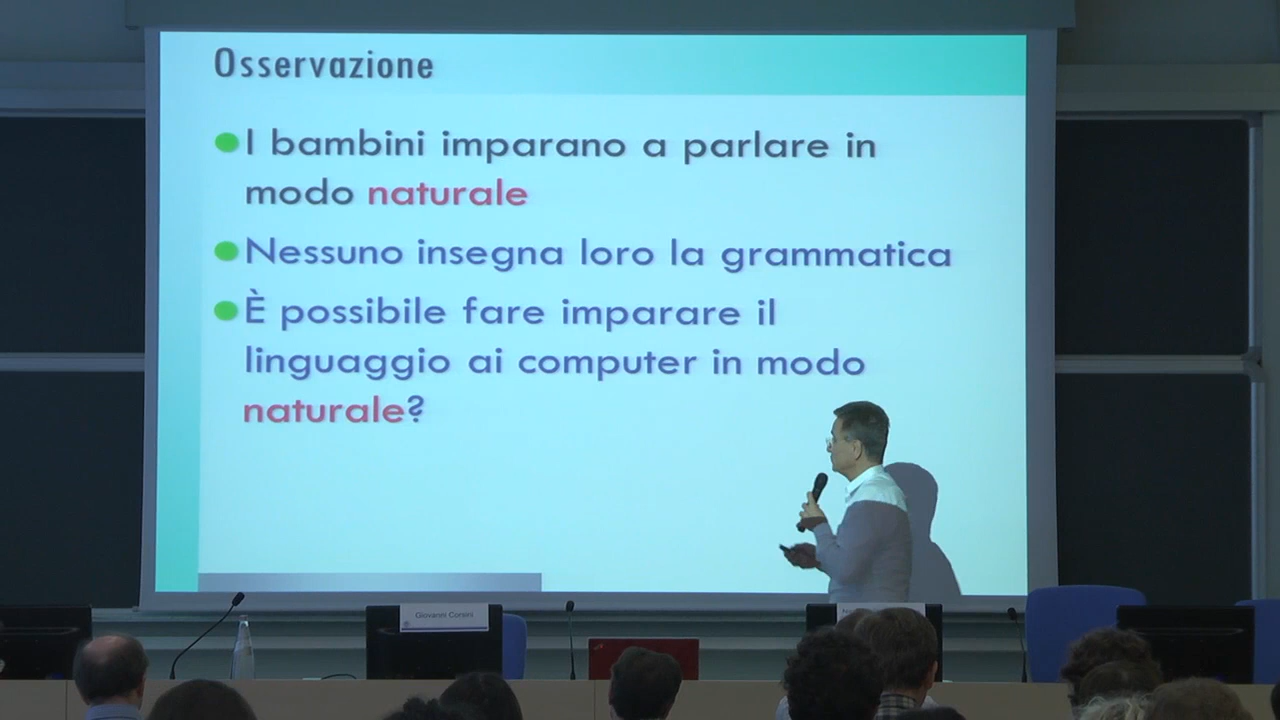 Osservazione
I bambini imparano a parlare in
modo naturale
Nessuno insegna loro la grammatica
È possibile fare imparare il
linguaggio ai computer in modo
naturale?
Giovanni Corsini